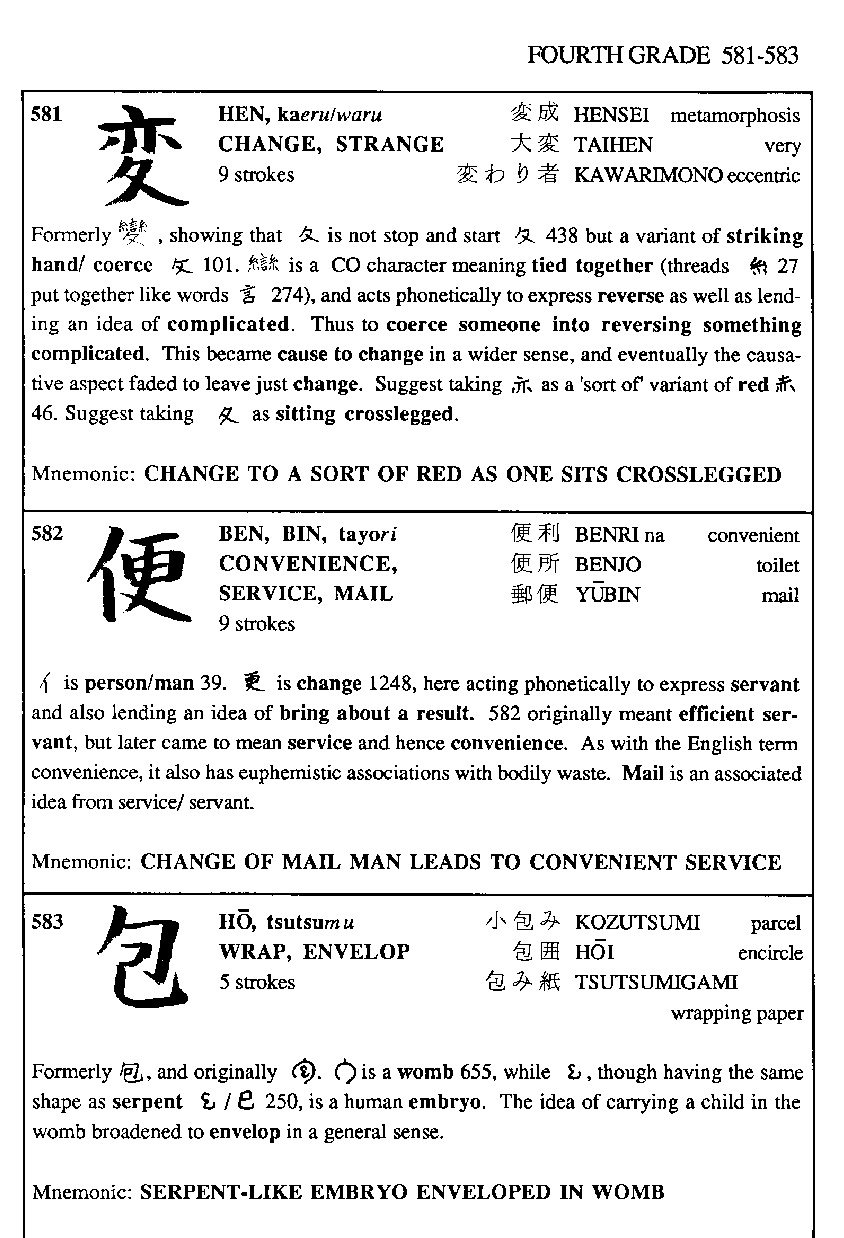 FOURTH GRADE 581-583
581 変 HEN, kaeru/waru 変成 HENSEI metamorphosis
CHANGE, STRANGE 大変 TAIHEN very
9 strokes 変わり者 KAWARIMONO eccentric
Formerly 變, showing that 夂 is not stop and start 夂 438 but a variant of striking
hand/ coerce 攵 101. 䜌 is a CO character meaning tied together (threads 糸 27
put together like words 言 274), and acts phonetically to express reverse as well as lend-
ing an idea of complicated. Thus to coerce someone into reversing something
complicated. This became cause to change in a wider sense, and eventually the causa-
tive aspect faded to leave just change. Suggest taking 亦 as a 'sort of' variant of red 赤
46. Suggest taking 夂 as sitting crosslegged.
Mnemonic: CHANGE TO A SORT OF RED AS ONE SITS CROSSLEGGED
582 便 BEN, BIN, tayori 便利 BENRI na convenient
CONVENIENCE, 便所 BENJO toilet
SERVICE, MAIL 郵便 YŪBIN mail
9 strokes
亻 is person/man 39. 更 is change 1248, here acting phonetically to express servant
and also lending an idea of bring about a result. 582 originally meant efficient ser-
vant, but later came to mean service and hence convenience. As with the English term
convenience, it also has euphemistic associations with bodily waste. Mail is an associated
idea from service/ servant.
Mnemonic: CHANGE OF MAIL MAN LEADS TO CONVENIENT SERVICE
583 包 HŌ, tsutsumu 小包み KOZUTSUMI parcel
WRAP, ENVELOP 包囲 HŌI encircle
5 strokes 包み紙 TSUTSUMIGAMI
wrapping paper
Formerly 包, and originally . is a womb 655, while , though having the same
shape as serpent / 巳 250, is a human embryo. The idea of carrying a child in the
womb broadened to envelop in a general sense.
Mnemonic: SERPENT-LIKE EMBRYO ENVELOPED IN WOMB